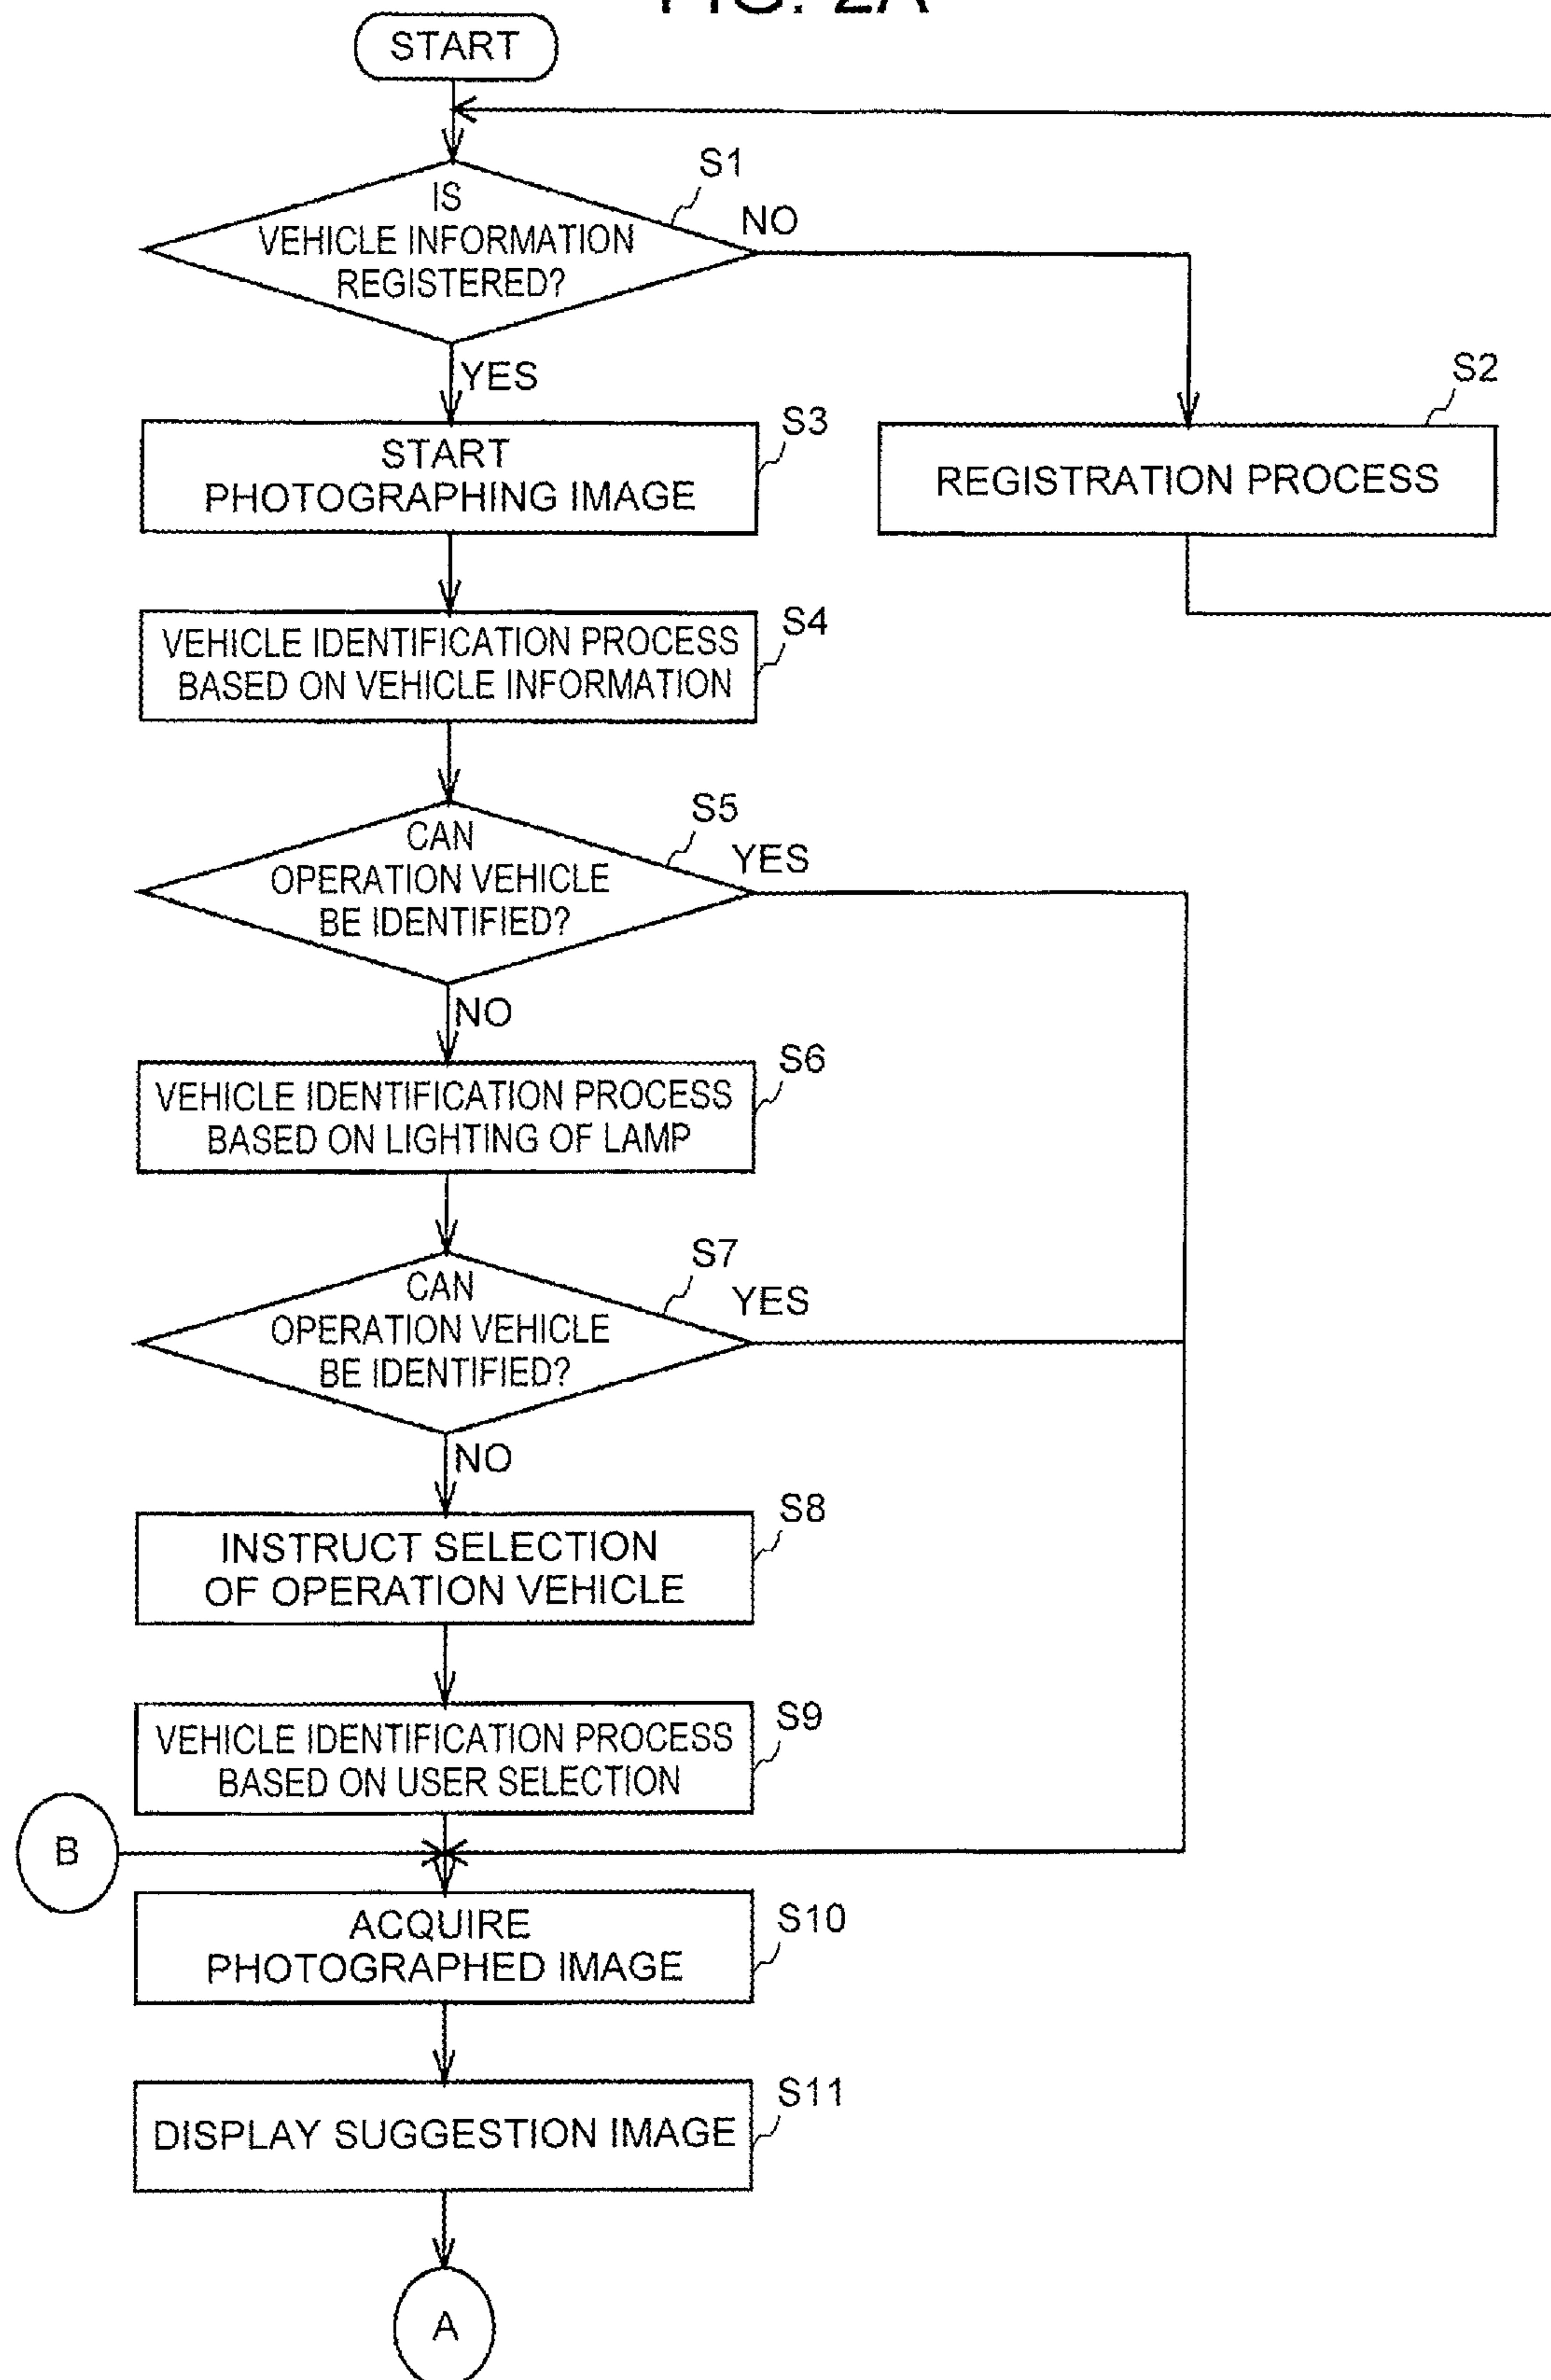 FIG. 2A
START
S1
IS
VEHICLE INFORMATION
REGISTERED?
NO
YES
S2
REGISTRATION PROCESS
S3
START
PHOTOGRAPHING IMAGE
S4
VEHICLE IDENTIFICATION PROCESS
BASED ON VEHICLE INFORMATION
S5
CAN
OPERATION VEHICLE
BE IDENTIFIED?
YES
NO
S6
VEHICLE IDENTIFICATION PROCESS
BASED ON LIGHTING OF LAMP
S7
CAN
OPERATION VEHICLE
BE IDENTIFIED?
YES
NO
S8
INSTRUCT SELECTION
OF OPERATION VEHICLE
S9
VEHICLE IDENTIFICATION PROCESS
BASED ON USER SELECTION
B
S10
ACQUIRE
PHOTOGRAPHED IMAGE
S11
DISPLAY SUGGESTION IMAGE
A